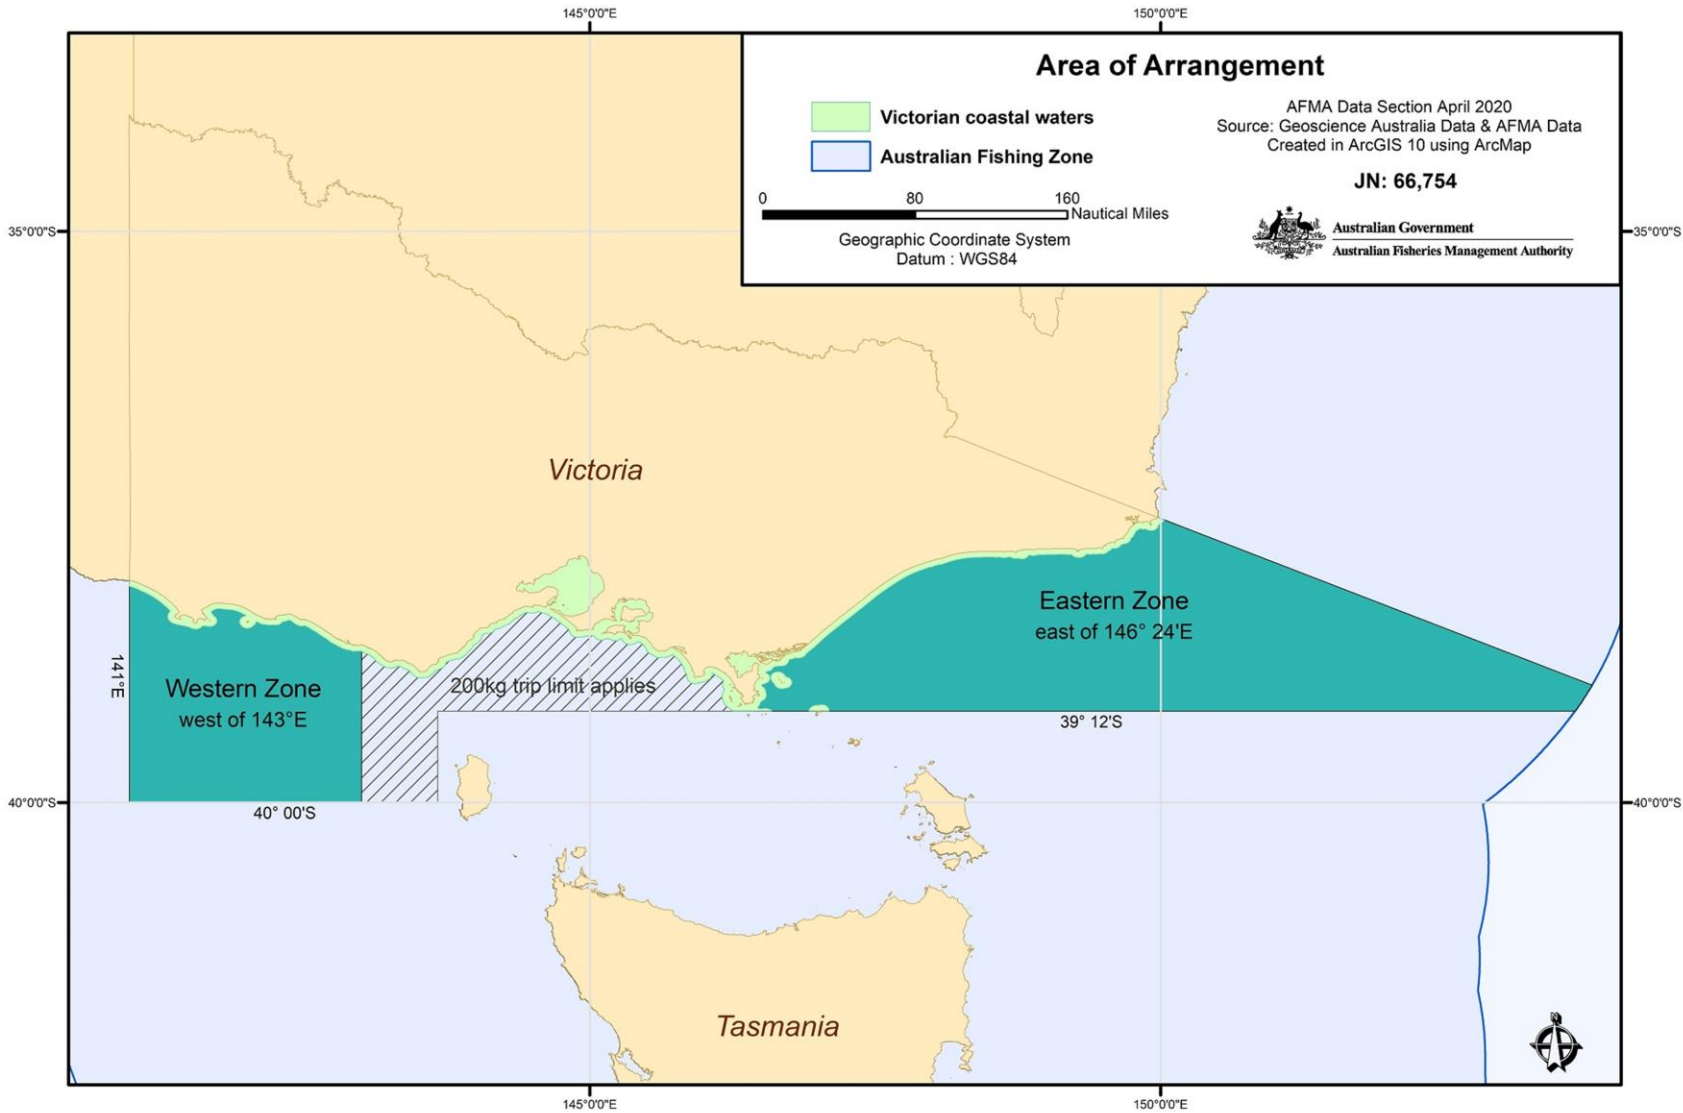 145°0'0"E
150°0'0"E
Area of Arrangement
Victorian coastal waters
Australian Fishing Zone
AFMA Data Section April 2020
Source: Geoscience Australia Data & AFMA Data
Created in ArcGIS 10 using ArcMap
JN: 66,754
0 80 160
Nautical Miles
Geographic Coordinate System
Datum : WGS84
Australian Government
Australian Fisheries Management Authority
35°0'0"S
35°0'0"S
Victoria
Eastern Zone
east of 146° 24'E
141°E
Western Zone
west of 143°E
200kg trip limit applies
39° 12'S
40°0'0"S
40° 00'S
40°0'0"S
Tasmania
N
145°0'0"E
150°0'0"E